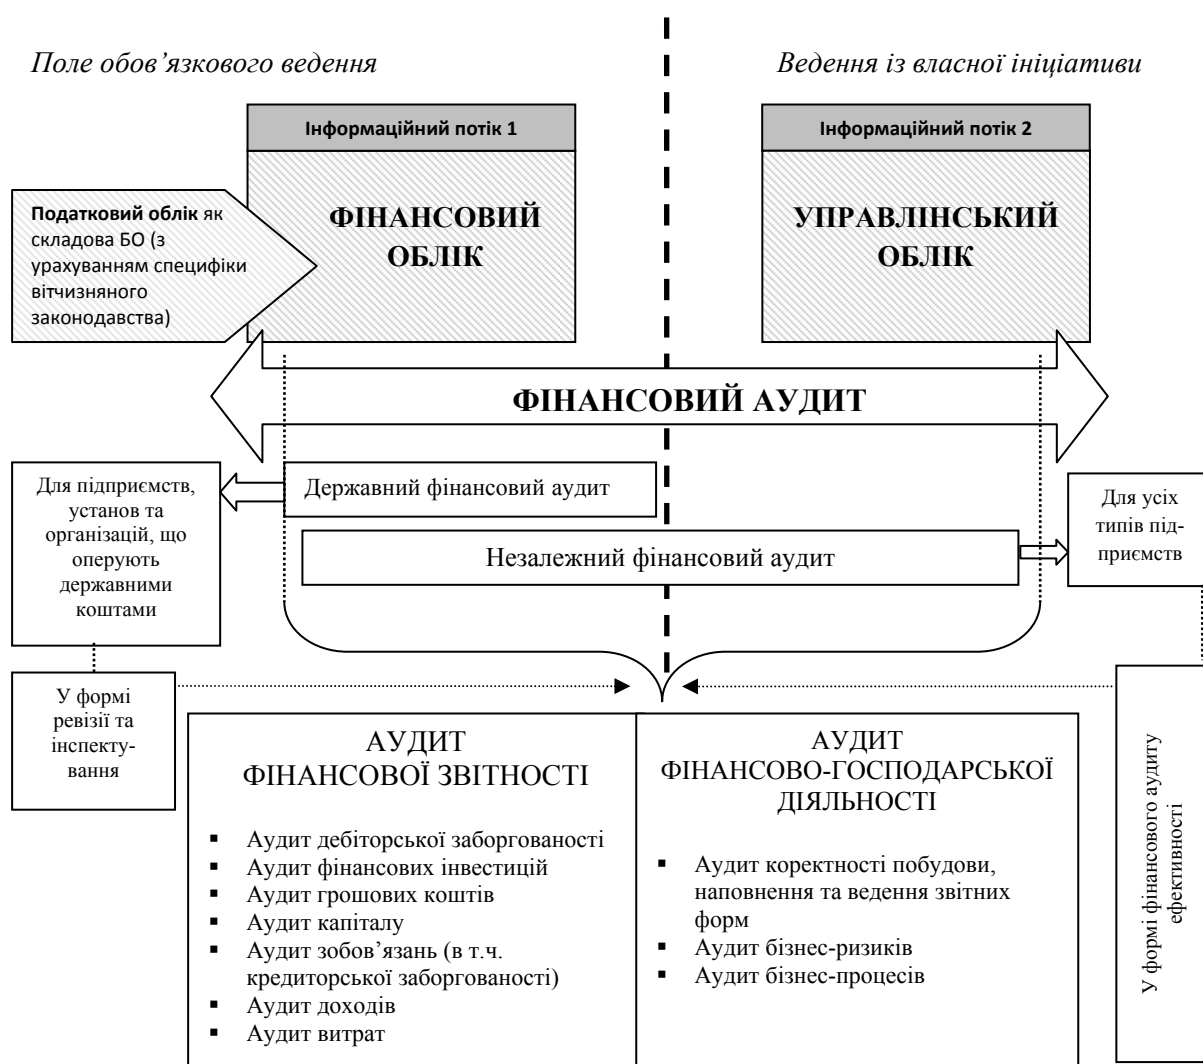 Поле обов’язкового ведення
Ведення із власної ініціативи
Інформаційний потік 1
Інформаційний потік 2
Податковий облік як
складова БО (з
урахуванням специфіки
вітчизняного
законодавства)
ФІНАНСОВИЙ
ОБЛІК
УПРАВЛІНСЬКИЙ
ОБЛІК
ФІНАНСОВИЙ АУДИТ
Для підприємств,
установ та
організацій, що
оперують
державними
коштами
Державний фінансовий аудит
Незалежний фінансовий аудит
Для усіх
типів під-
приємств
У формі
ревізії та
інспекту-
вання
АУДИТ
ФІНАНСОВОЇ ЗВІТНОСТІ
▪ Аудит дебіторської заборгованості
▪ Аудит фінансових інвестицій
▪ Аудит грошових коштів
▪ Аудит капіталу
▪ Аудит зобов’язань (в т.ч.
кредиторської заборгованості)
▪ Аудит доходів
▪ Аудит витрат
АУДИТ
ФІНАНСОВО-ГОСПОДАРСЬКОЇ
ДІЯЛЬНОСТІ
▪ Аудит коректності побудови,
наповнення та ведення звітних
форм
▪ Аудит бізнес-ризиків
▪ Аудит бізнес-процесів
У формі фінансового аудиту
ефективності